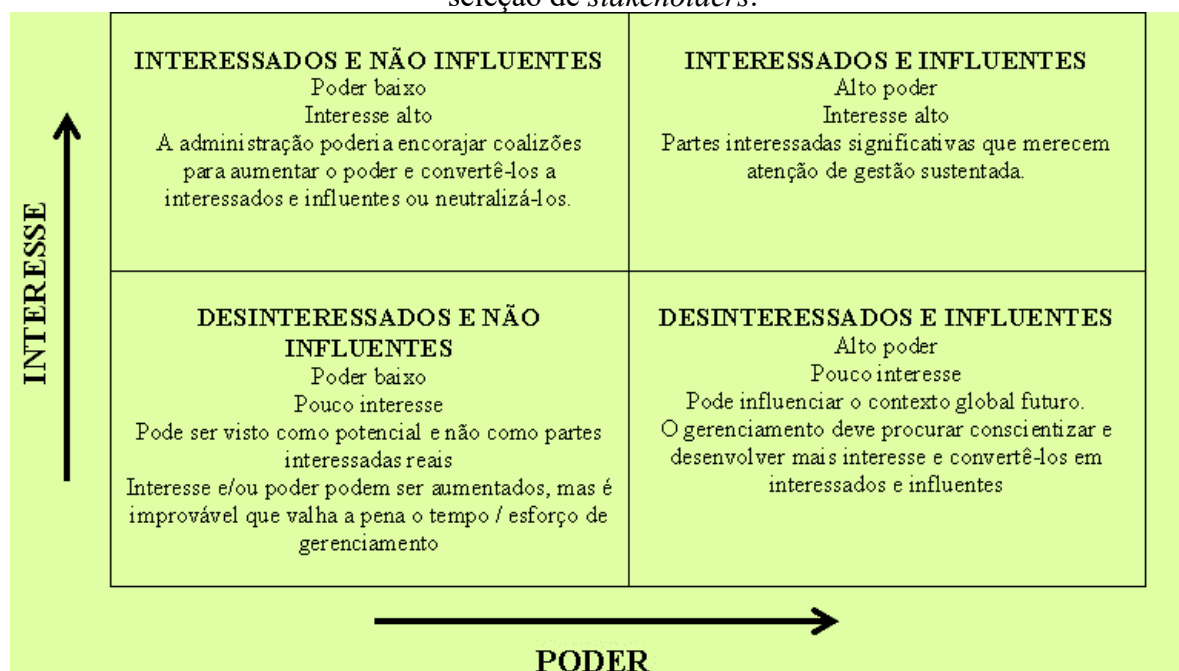 seleção de stakeholders.
INTERESSADOS E NÃO INFLUENTES
Poder baixo
Interesse alto
A administração poderia encorajar coalizões
para aumentar o poder e convertê-los a
interessados e influentes ou neutralizá-los.
INTERESSADOS E INFLUENTES
Alto poder
Interesse alto
Partes interessadas significativas que merecem
atenção de gestão sustentada.
INTERESSE
DESINTERESSADOS E NÃO
INFLUENTES
Poder baixo
Pouco interesse
Pode ser visto como potencial e não como partes
interessadas reais
Interesse e/ou poder podem ser aumentados, mas é
improvável que valha a pena o tempo / esforço de
gerenciamento
DESINTERESSADOS E INFLUENTES
Alto poder
Pouco interesse
Pode influenciar o contexto global futuro.
O gerenciamento deve procurar conscientizar e
desenvolver mais interesse e convertê-los em
interessados e influentes
PODER